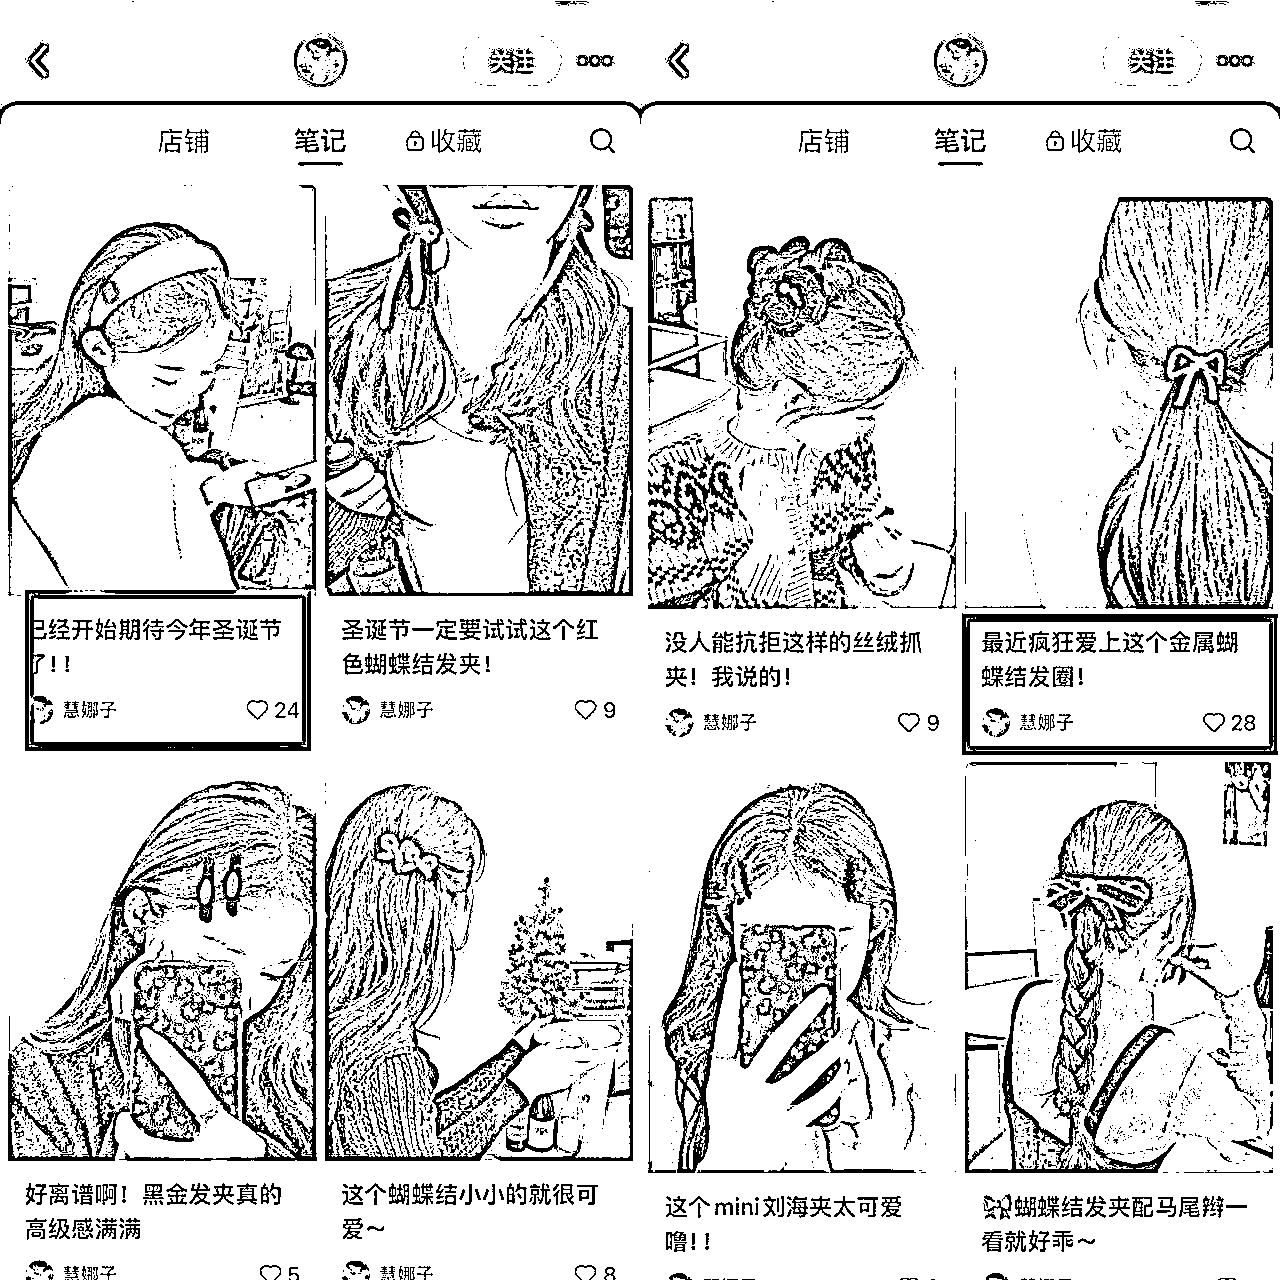 关注
店铺 笔记 收藏
已经开始期待今年圣诞节
了!!
慧娜子 24
圣诞节一定要试试这个红
色蝴蝶结发夹!
慧娜子 9
好离谱啊! 黑金发夹真的
高级感满满
慧娜子 5
这个蝴蝶结小小的就很可
爱~
慧娜子 8
关注
店铺 笔记 收藏
没人能抗拒这样的丝绒抓
夹! 我说的!
慧娜子 9
最近疯狂爱上这个金属蝴
蝶结发圈!
慧娜子 28
这个mini刘海夹太可爱
噜!!
🎀蝴蝶结发夹配马尾辫一
看就好乖~